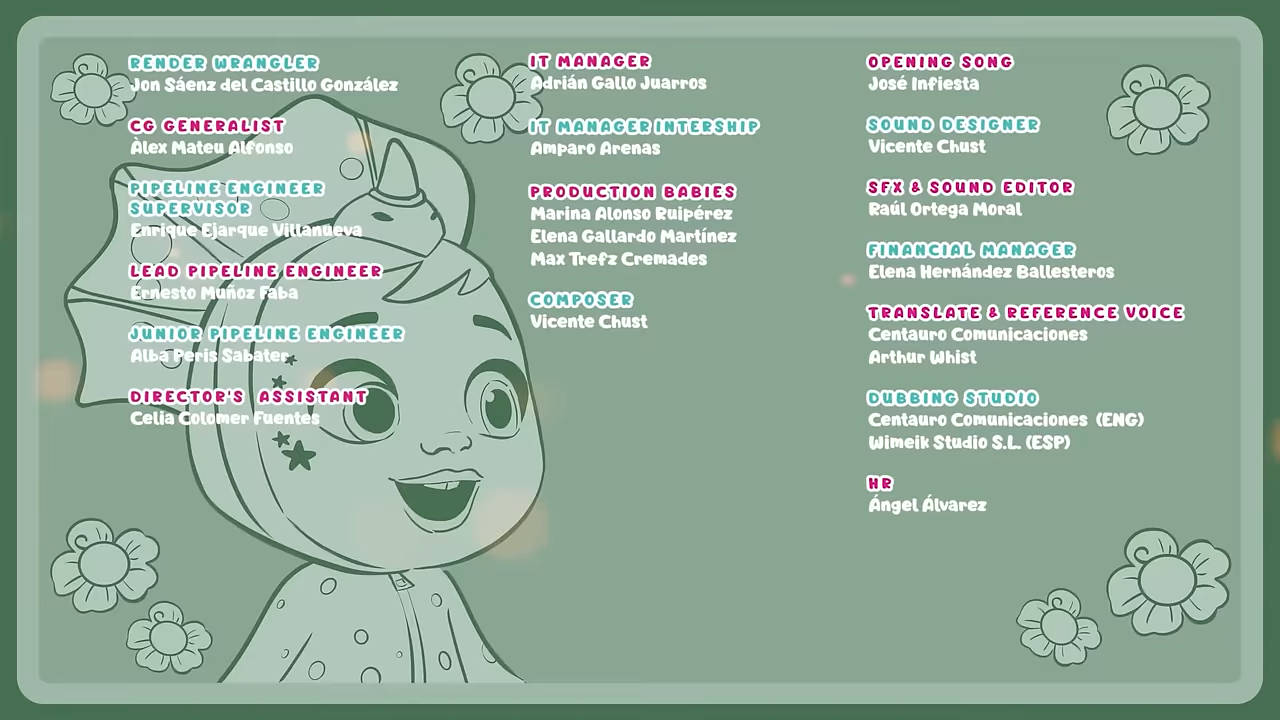 RENDER WRANGLER
Jon Sáenz del Castillo González
CG GENERALIST
Àlex Mateu Alfonso
PIPELINE ENGINEER
SUPERVISOR
Enrique Ejarque Villanueva
LEAD PIPELINE ENGINEER
Ernesto Muñoz Faba
JUNIOR PIPELINE ENGINEER
Alba Peris Sabater
DIRECTOR'S ASSISTANT
Celia Colomer Fuentes
IT MANAGER
Adrián Gallo Juarros
IT MANAGER INTERSHIP
Amparo Arenas
PRODUCTION BABIES
Marina Alonso Ruipérez
Elena Gallardo Martínez
Max Trefz Cremades
COMPOSER
Vicente Chust
OPENING SONG
José Infiesta
SOUND DESIGNER
Vicente Chust
SFX & SOUND EDITOR
Raúl Ortega Moral
FINANCIAL MANAGER
Elena Hernández Ballesteros
TRANSLATE & REFERENCE VOICE
Centauro Comunicaciones
Arthur Whist
DUBBING STUDIO
Centauro Comunicaciones (ENG)
Wimeik Studio S.L. (ESP)
HR
Ángel Álvarez